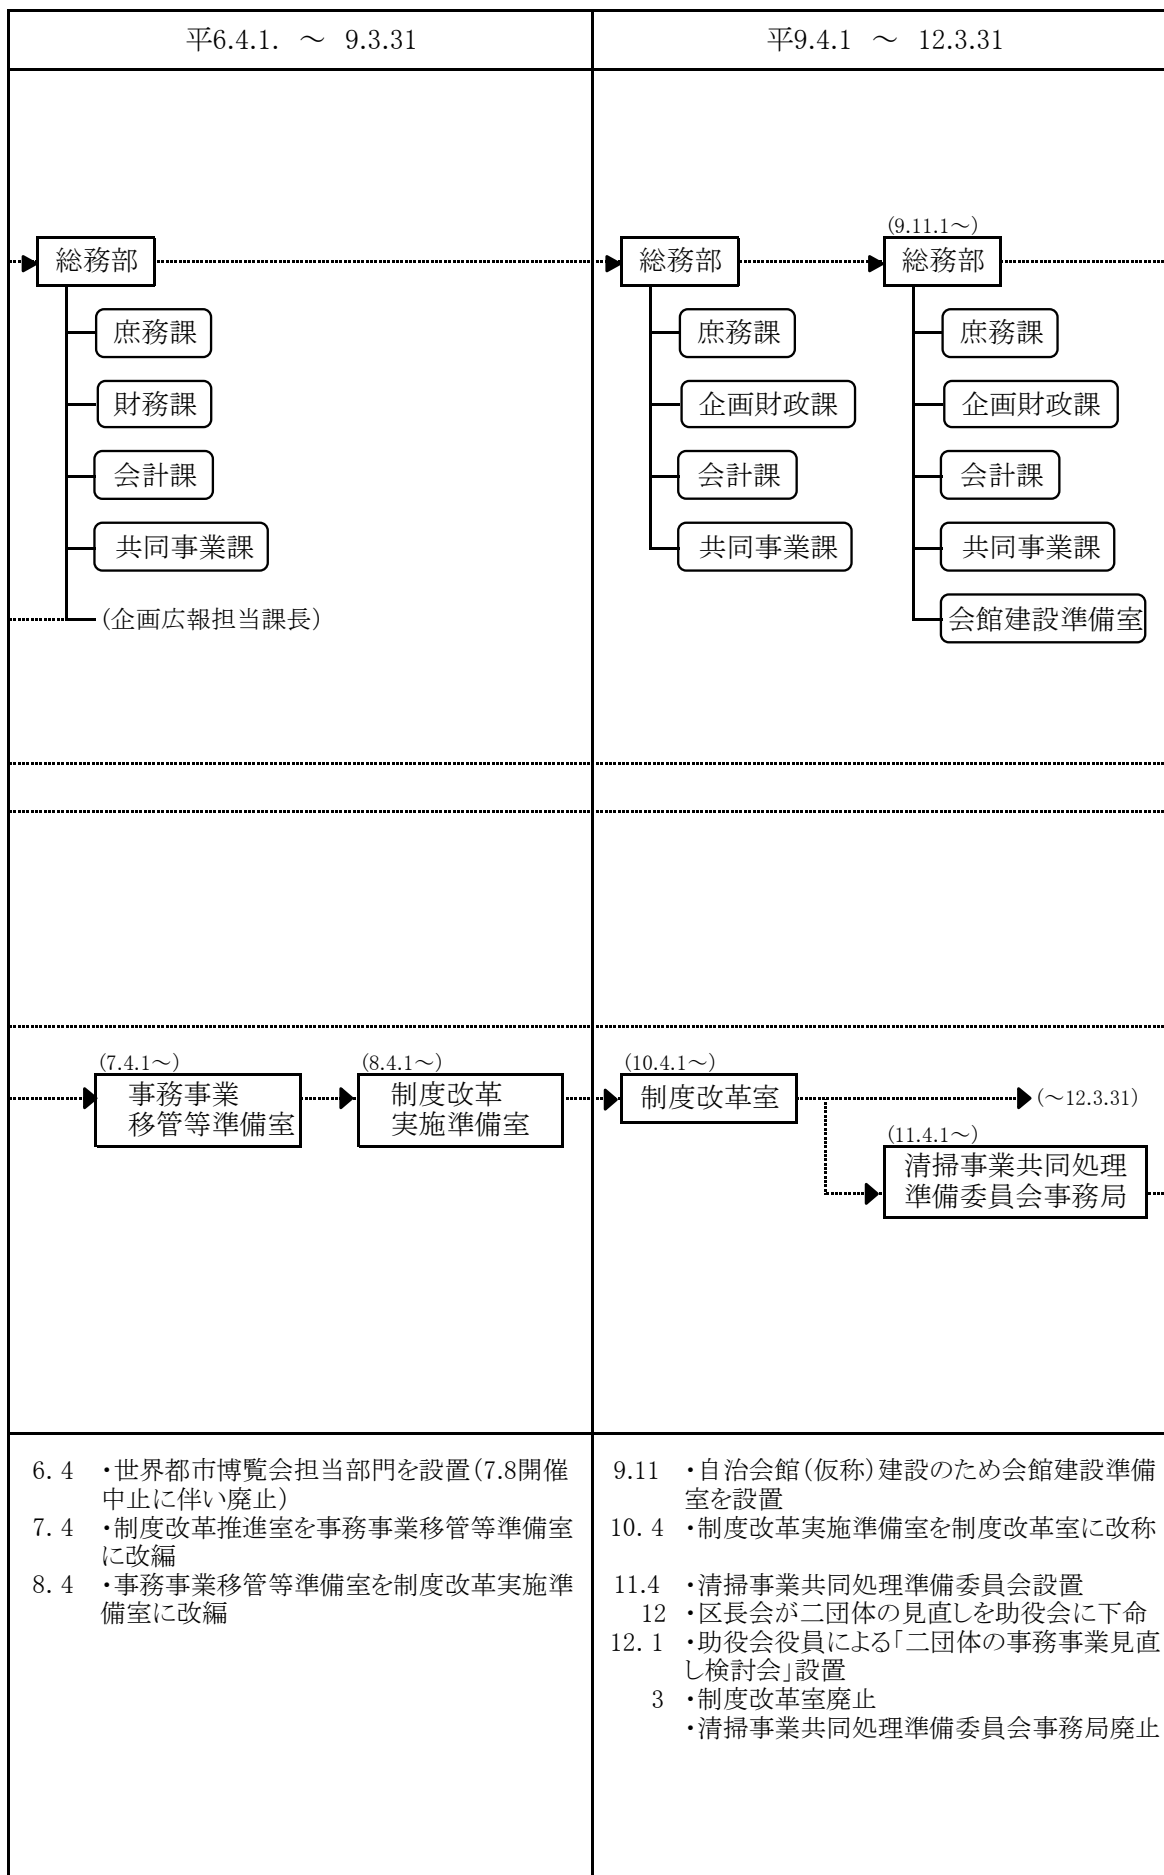 平6.4.1. ～ 9.3.31
平9.4.1 ～ 12.3.31
総務部
庶務課
財務課
会計課
共同事業課
(企画広報担当課長)
総務部
庶務課
企画財政課
会計課
共同事業課
(9.11.1～)
総務部
庶務課
企画財政課
会計課
共同事業課
会館建設準備室
(7.4.1～)
事務事業
移管等準備室
(8.4.1～)
制度改革
実施準備室
(10.4.1～)
制度改革室
(～12.3.31)
(11.4.1～)
清掃事業共同処理
準備委員会事務局
6. 4 ・世界都市博覧会担当部門を設置(7.8開催
中止に伴い廃止)
7. 4 ・制度改革推進室を事務事業移管等準備室
に改編
8. 4 ・事務事業移管等準備室を制度改革実施準
備室に改編
9.11 ・自治会館(仮称)建設のため会館建設準備
室を設置
10. 4 ・制度改革実施準備室を制度改革室に改称
11.4 ・清掃事業共同処理準備委員会設置
12 ・区長会が二団体の見直しを助役会に下命
12. 1 ・助役会役員による「二団体の事務事業見直
し検討会」設置
3 ・制度改革室廃止
・清掃事業共同処理準備委員会事務局廃止